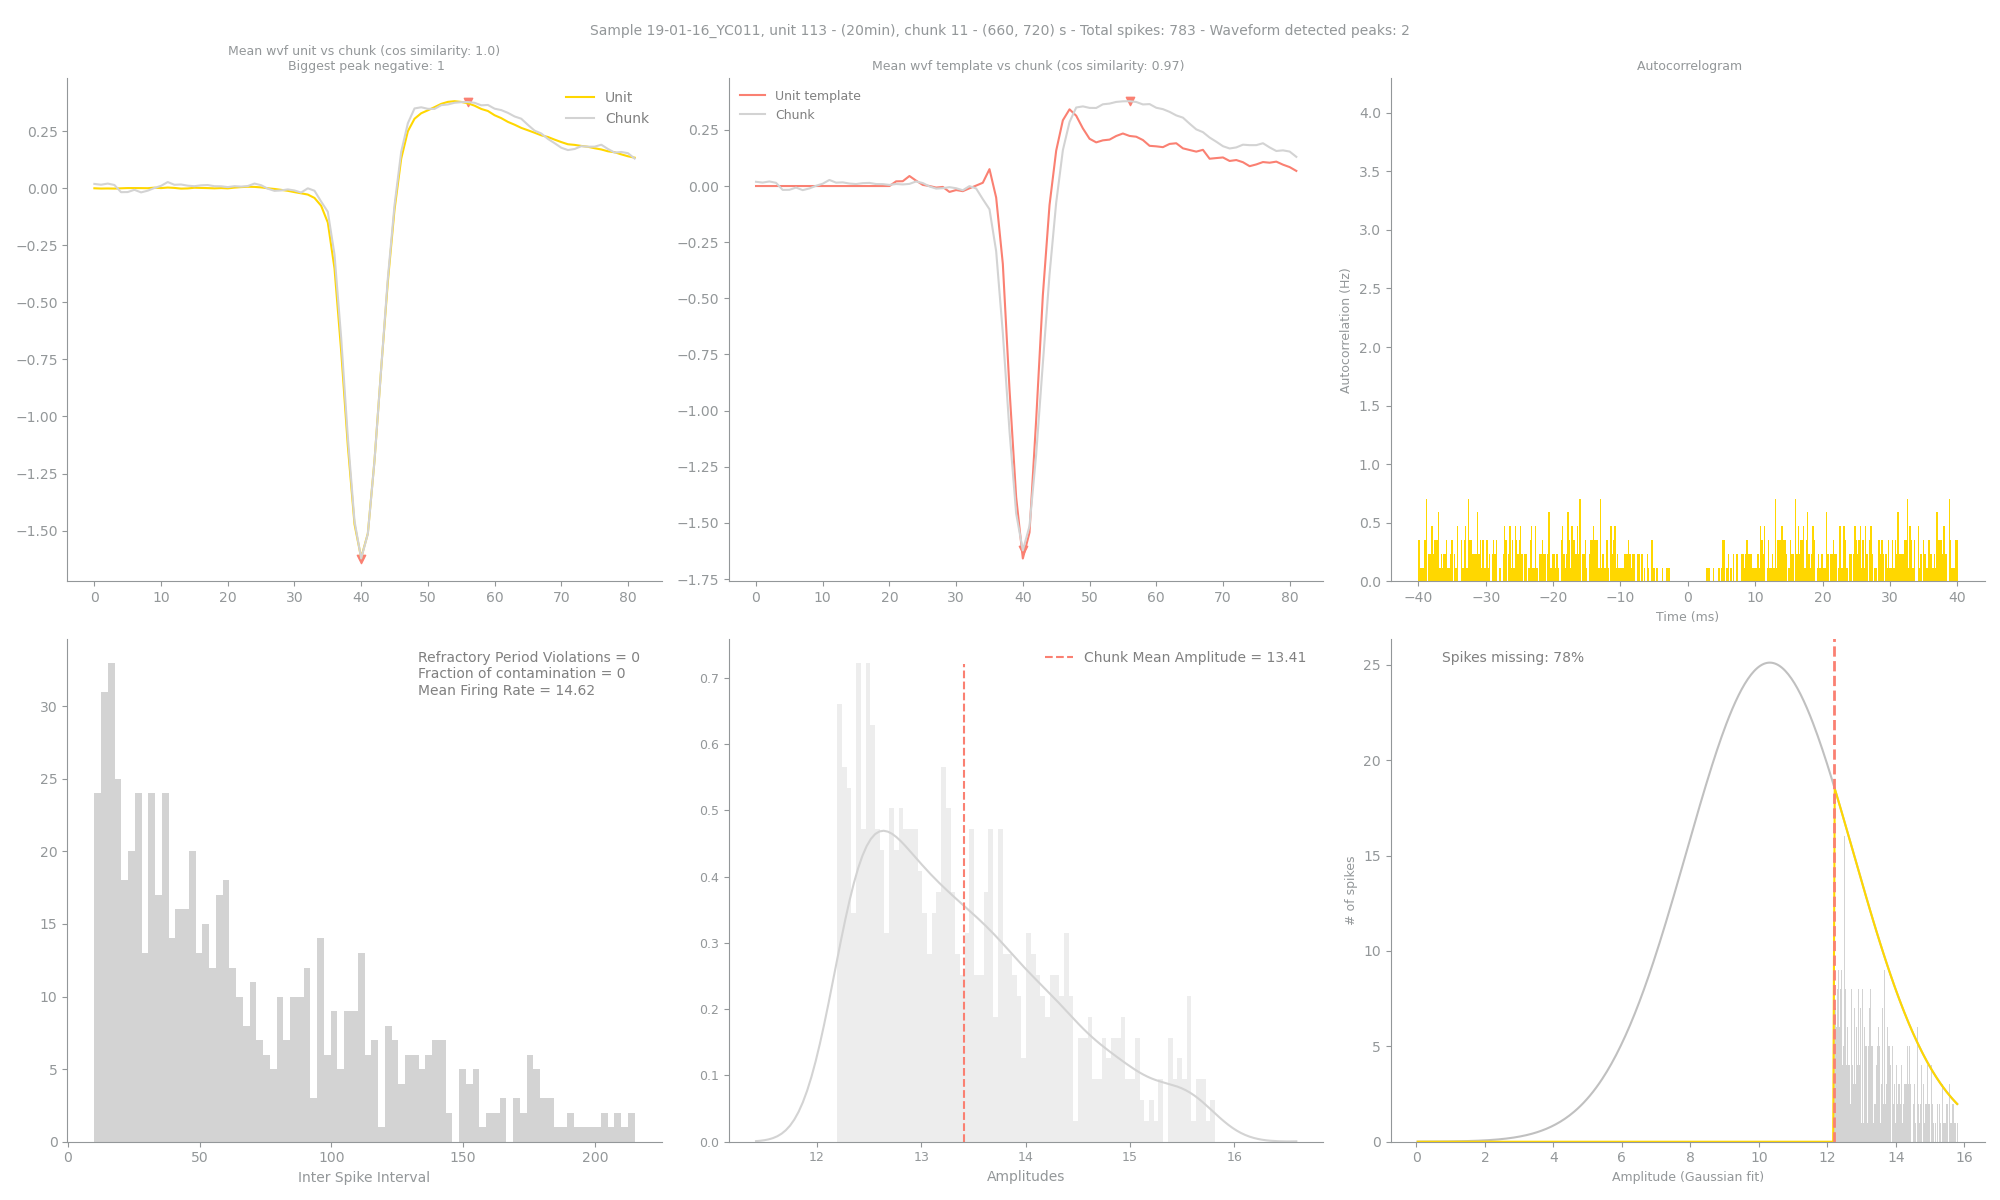 Sample 19-01-16_YC011, unit 113 - (20min), chunk 11 - (660, 720) s - Total spikes: 783 - Waveform detected peaks: 2
Mean wvf unit vs chunk (cos similarity: 1.0)
Biggest peak negative: 1
Unit
Chunk
0.25
0.00
−0.25
−0.50
−0.75
−1.00
−1.25
−1.50
0 10 20 30 40 50 60 70 80
Mean wvf template vs chunk (cos similarity: 0.97)
Unit template
Chunk
0.25
0.00
−0.25
−0.50
−0.75
−1.00
−1.25
−1.50
−1.75
0 10 20 30 40 50 60 70 80
Autocorrelogram
Autocorrelation (Hz)
4.0
3.5
3.0
2.5
2.0
1.5
1.0
0.5
0.0
−40 −30 −20 −10 0 10 20 30 40
Time (ms)
Refractory Period Violations = 0
Fraction of contamination = 0
Mean Firing Rate = 14.62
30
25
20
15
10
5
0
0 50 100 150 200
Inter Spike Interval
Chunk Mean Amplitude = 13.41
0.7
0.6
0.5
0.4
0.3
0.2
0.1
0.0
12 13 14 15 16
Amplitudes
Spikes missing: 78%
# of spikes
25
20
15
10
5
0
0 2 4 6 8 10 12 14 16
Amplitude (Gaussian fit)